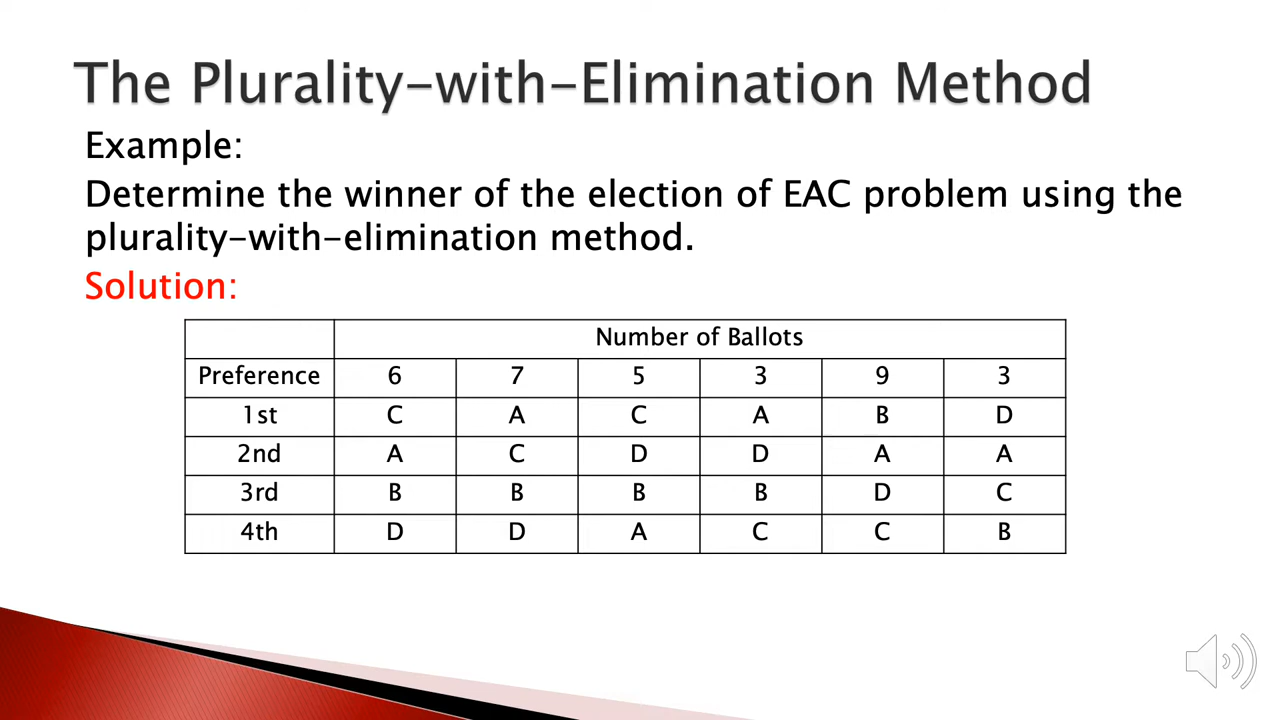 The Plurality-with-Elimination Method
Example:
Determine the winner of the election of EAC problem using the
plurality-with-elimination method.
Solution:
Number of Ballots
Preference 6 7 5 3 9 3
1st C A C A B D
2nd A C D D A A
3rd B B B B D C
4th D D A C C B